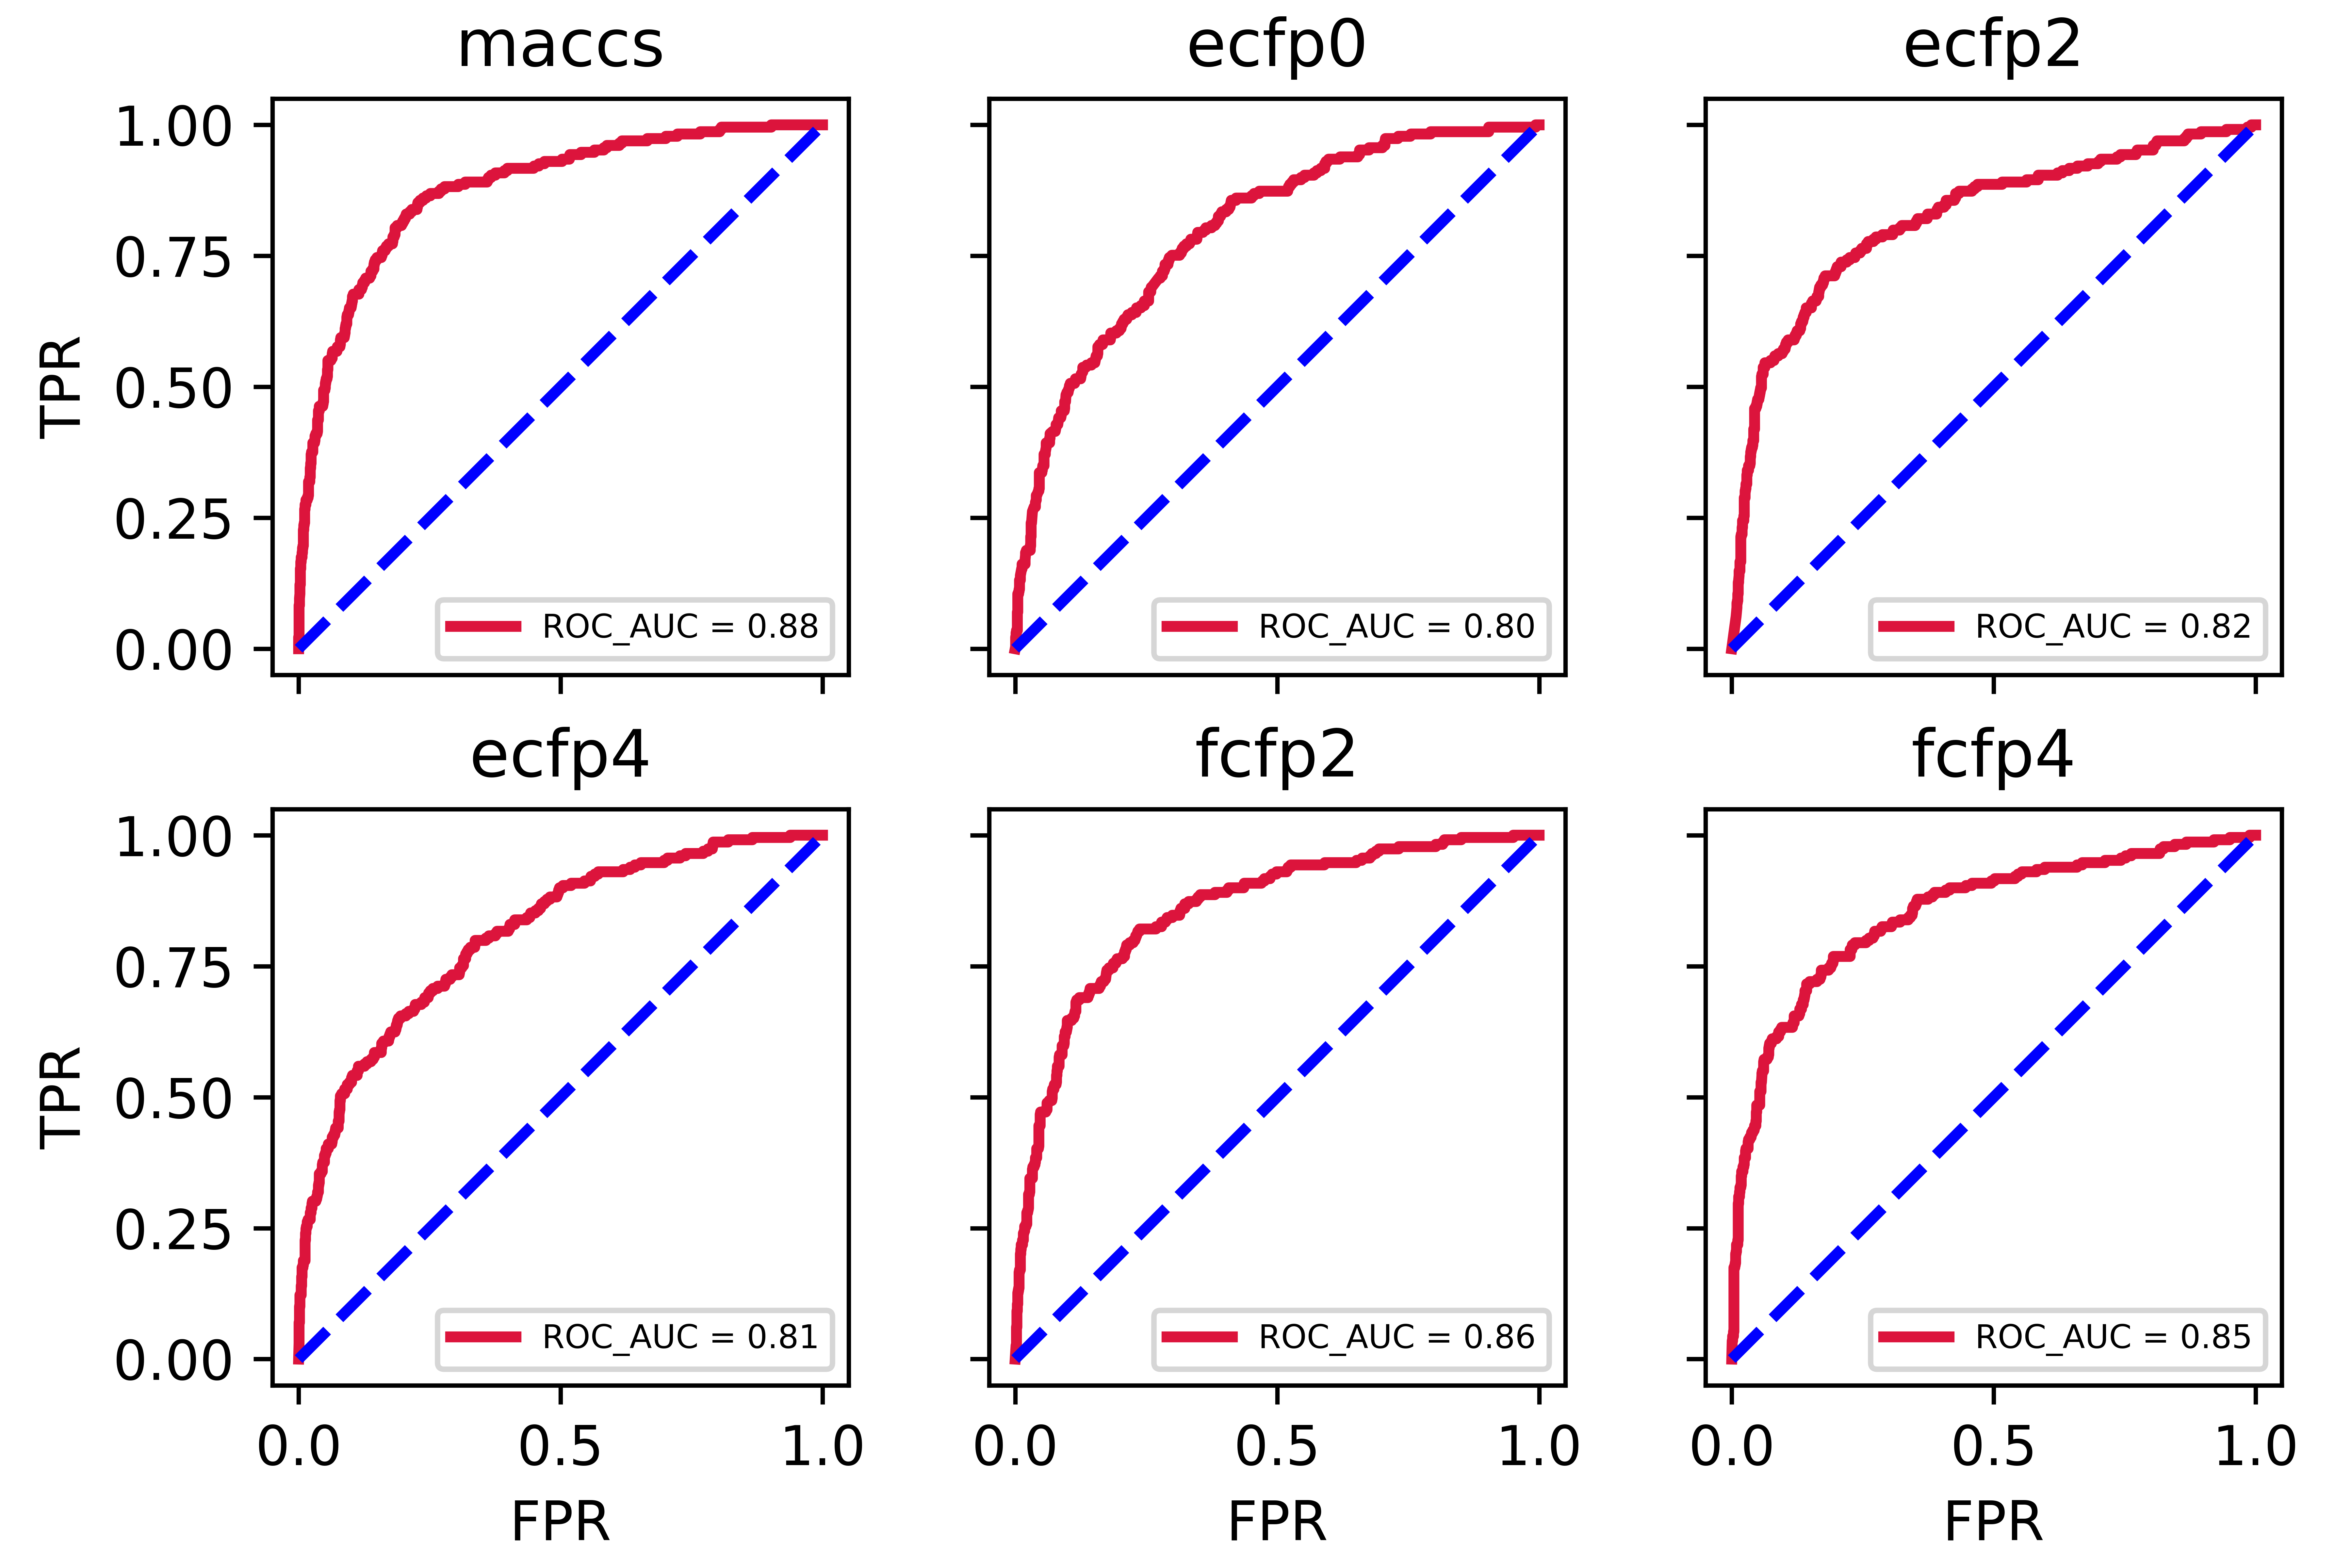 maccs
ecfp0
ecfp2
1.00
0.75
0.50
0.25
0.00
TPR
ROC_AUC = 0.88
ROC_AUC = 0.80
ROC_AUC = 0.82
ecfp4
fcfp2
fcfp4
1.00
0.75
0.50
0.25
0.00
TPR
ROC_AUC = 0.81
ROC_AUC = 0.86
ROC_AUC = 0.85
0.0 0.5 1.0
0.0 0.5 1.0
0.0 0.5 1.0
FPR
FPR
FPR